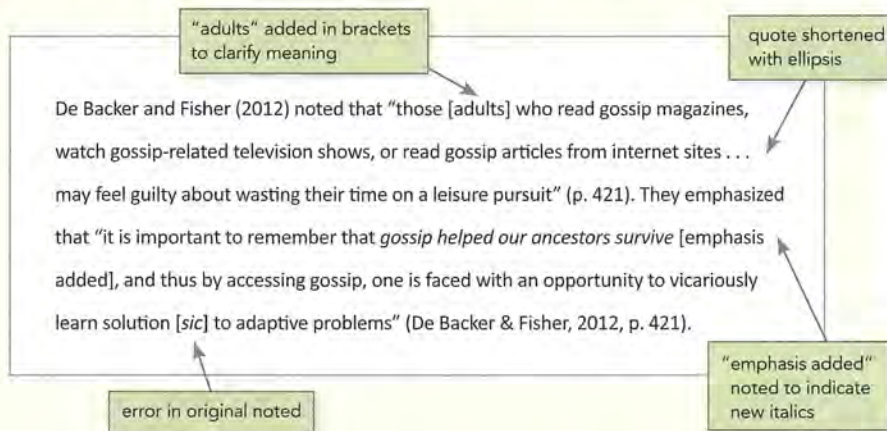 "adults" added in brackets
to clarify meaning
quote shortened
with ellipsis
De Backer and Fisher (2012) noted that “those [adults] who read gossip magazines,
watch gossip-related television shows, or read gossip articles from internet sites . . .
may feel guilty about wasting their time on a leisure pursuit” (p. 421). They emphasized
that “it is important to remember that gossip helped our ancestors survive [emphasis
added], and thus by accessing gossip, one is faced with an opportunity to vicariously
learn solution [sic] to adaptive problems” (De Backer & Fisher, 2012, p. 421).
error in original noted
"emphasis added"
noted to indicate
new italics